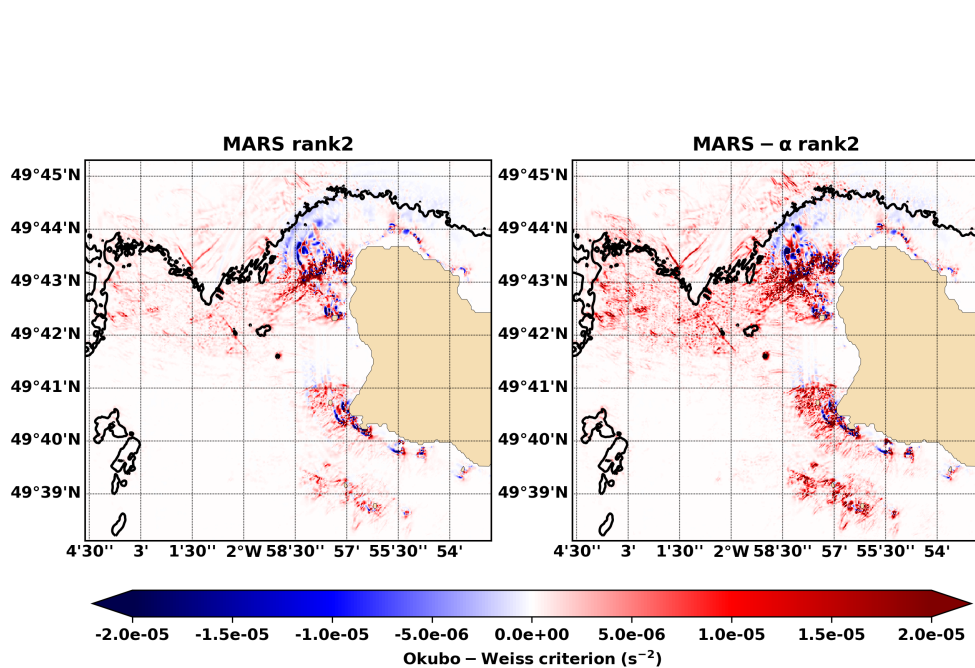 MARS rank2
MARS − α rank2
49°45'N
49°44'N
49°43'N
49°42'N
49°41'N
49°40'N
49°39'N
49°45'N
49°44'N
49°43'N
49°42'N
49°41'N
49°40'N
49°39'N
4'30'' 3' 1'30'' 2°W 58'30'' 57' 55'30'' 54'
4'30'' 3' 1'30'' 2°W 58'30'' 57' 55'30'' 54'
-2.0e-05 -1.5e-05 -1.0e-05 -5.0e-06 0.0e+00 5.0e-06 1.0e-05 1.5e-05 2.0e-05
Okubo − Weiss criterion (s⁻²)